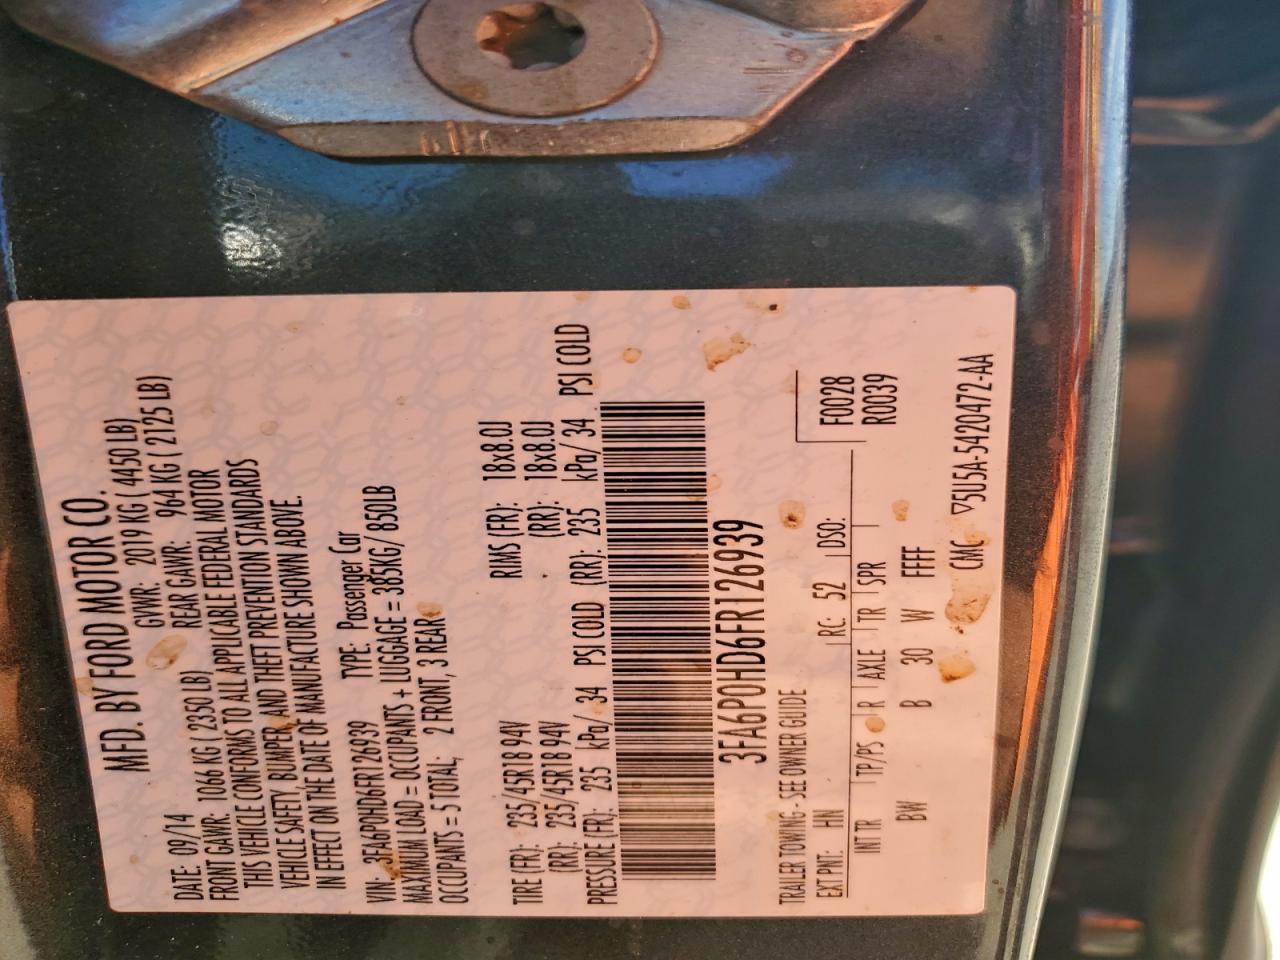 MFD. BY FORD MOTOR CO.
DATE: 09/14 GVWR: 2019 KG ( 4450 LB)
FRONT GAWR: 1066 KG ( 2350 LB) REAR GAWR: 964 KG ( 2125 LB)
THIS VEHICLE CONFORMS TO ALL APPLICABLE FEDERAL MOTOR
VEHICLE SAFETY, BUMPER, AND THEFT PREVENTION STANDARDS
IN EFFECT ON THE DATE OF MANUFACTURE SHOWN ABOVE.
VIN: 3FA6P0HD6FR126939 TYPE: Passenger Car
MAXIMUM LOAD = OCCUPANTS + LUGGAGE = 385KG/ 850LB
OCCUPANTS = 5 TOTAL; 2 FRONT, 3 REAR
TIRE (FR): 235/45R18 94V RIMS (FR): 18x8.0J
(RR): 235/45R18 94V (RR): 18x8.0J
PRESSURE (FR): 235 kPa/ 34 PSI COLD (RR): 235 kPa/ 34 PSI COLD
3FA6P0HD6FR126939
TRAILER TOWING - SEE OWNER GUIDE
EXT PNT: HN RC: 52 DSO: F0028
INT TR TP/PS R AXLE TR SPR R0039
BW B 30 W FFF
CMC ▽5U5A-5420472-AA